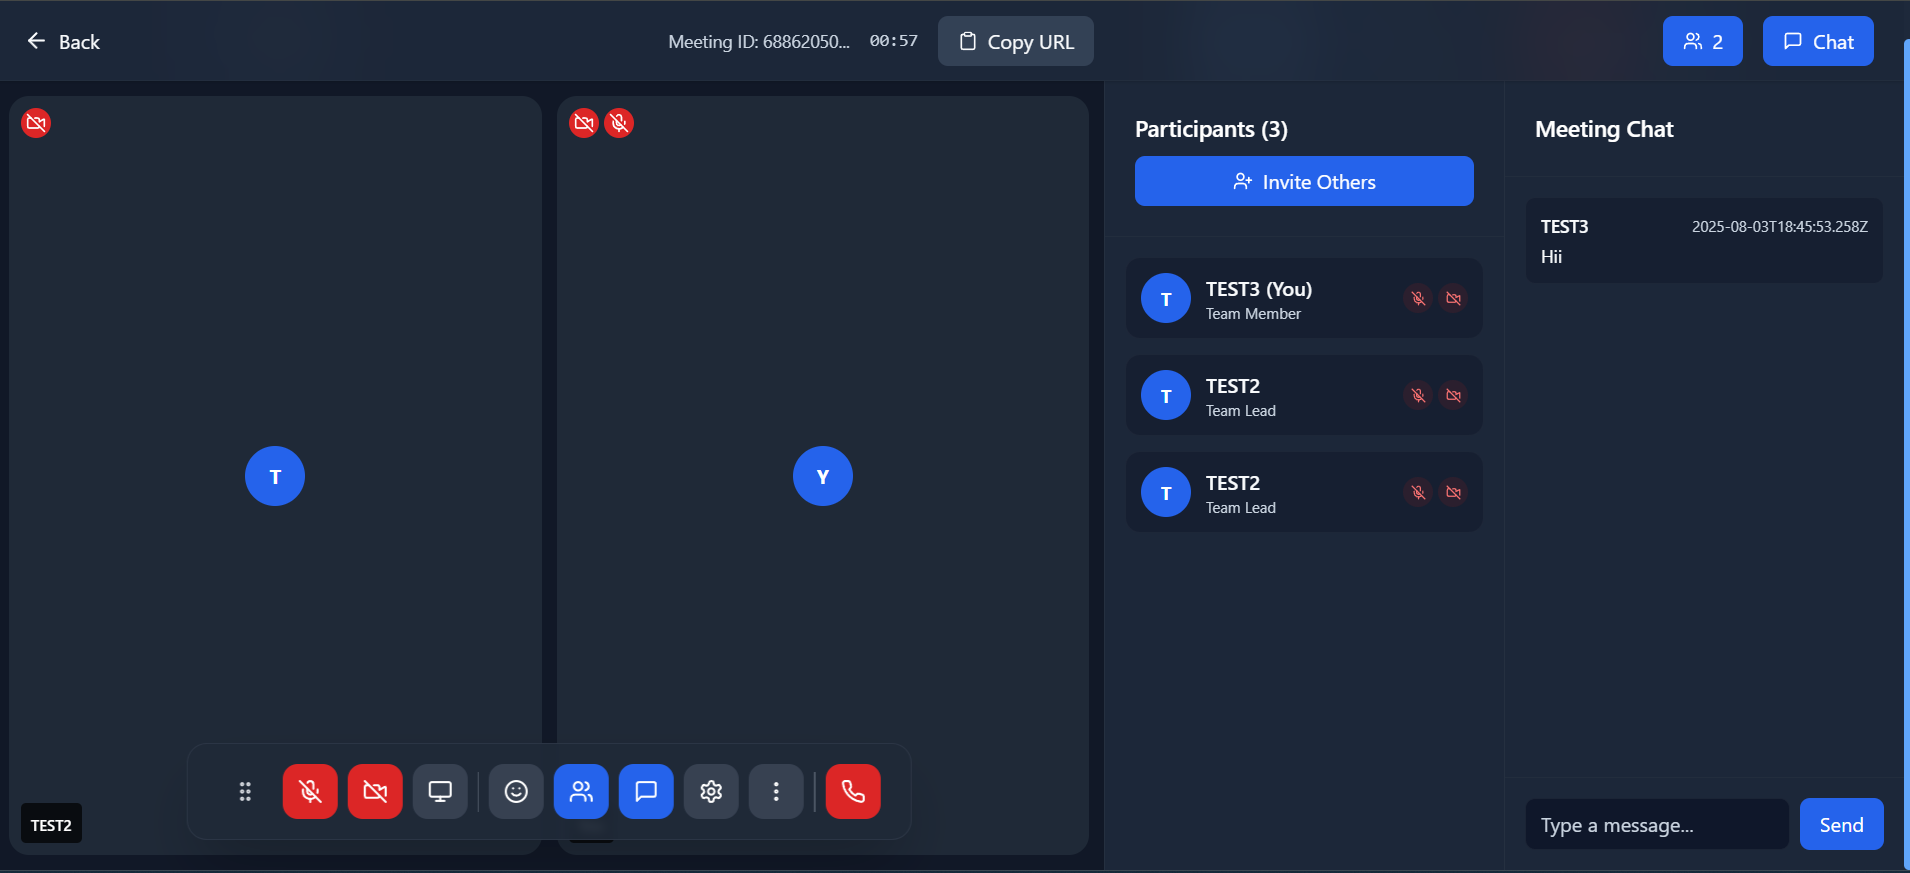 Back
Meeting ID: 68862050...
00:57
Copy URL
2
Chat
T
TEST2
Y
Participants (3)
Invite Others
T
TEST3 (You)
Team Member
T
TEST2
Team Lead
T
TEST2
Team Lead
Meeting Chat
TEST3
2025-08-03T18:45:53.258Z
Hii
Type a message...
Send